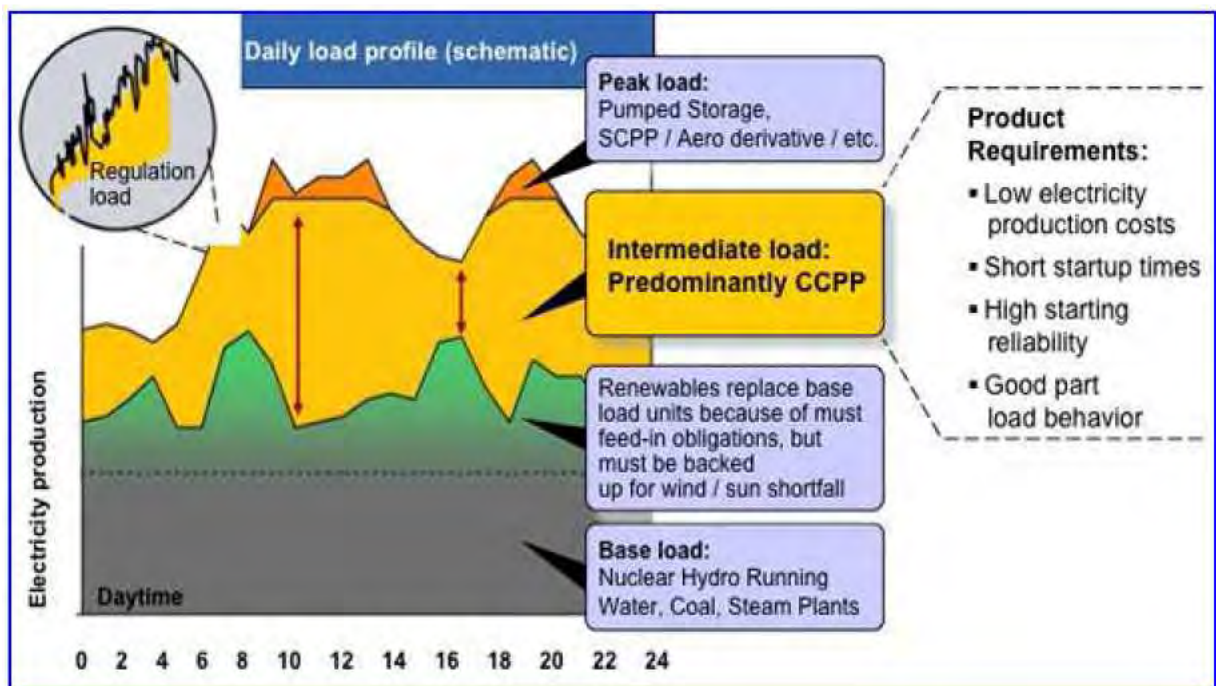 Daily load profile (schematic)
Regulation
load
Peak load:
Pumped Storage,
SCPP / Aero derivative / etc.
Intermediate load:
Predominantly CCPP
Renewables replace base
load units because of must
feed-in obligations, but
must be backed
up for wind / sun shortfall
Base load:
Nuclear Hydro Running
Water, Coal, Steam Plants
Product
Requirements:
▪ Low electricity
production costs
▪ Short startup times
▪ High starting
reliability
▪ Good part
load behavior
Electricity production
Daytime
0 2 4 6 8 10 12 14 16 18 20 22 24